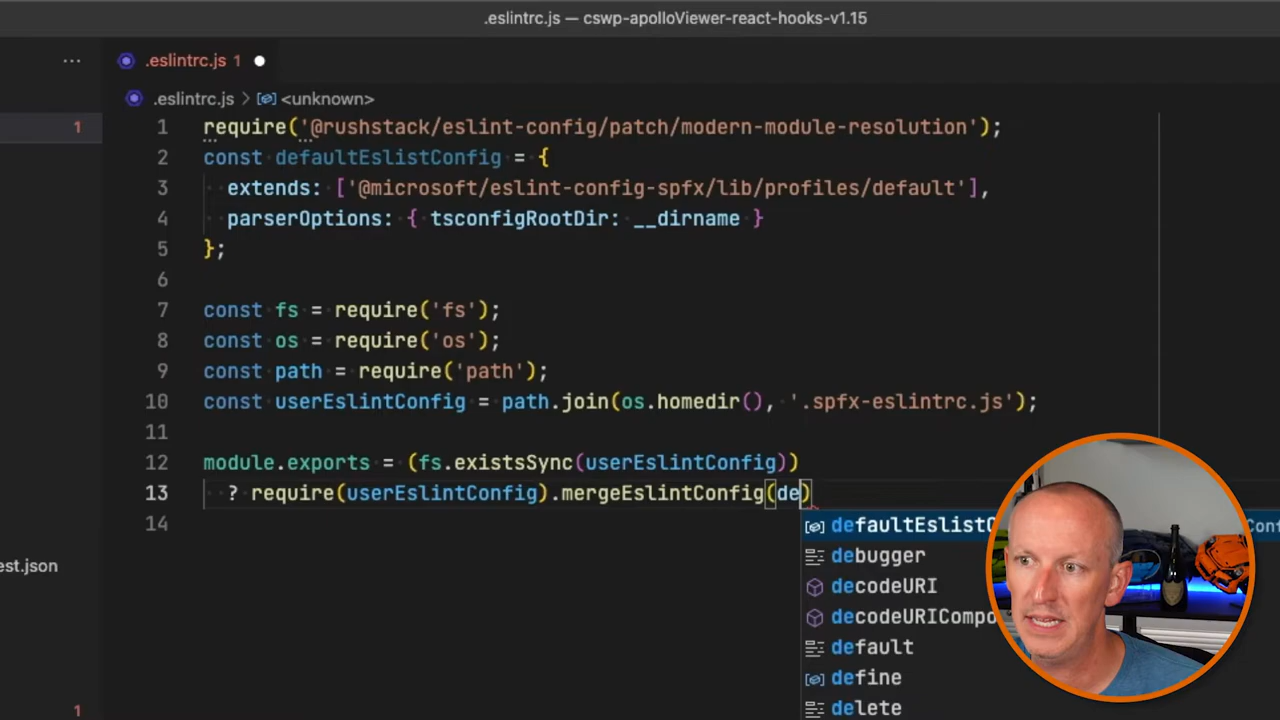 .eslintrc.js — cswp-apolloViewer-react-hooks-v1.15
... .eslintrc.js 1
.eslintrc.js > <unknown>
1
1 require('@rushstack/eslint-config/patch/modern-module-resolution');
2 const defaultEslistConfig = {
3 extends: ['@microsoft/eslint-config-spfx/lib/profiles/default'],
4 parserOptions: { tsconfigRootDir: __dirname }
5 };
6
7 const fs = require('fs');
8 const os = require('os');
9 const path = require('path');
10 const userEslintConfig = path.join(os.homedir(), '.spfx-eslintrc.js');
11
12 module.exports = (fs.existsSync(userEslintConfig))
13 ? require(userEslintConfig).mergeEslintConfig(de)
14
defaultEslistC
debugger
decodeURI
decodeURICompo
default
define
delete
est.json
1